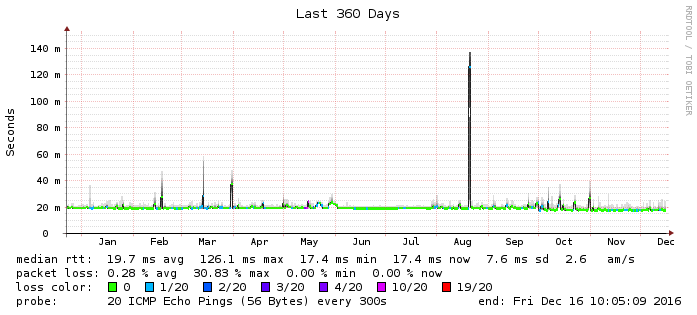 Last 360 Days
RRDTOOL / TOBI OETIKER
Seconds
140 m
120 m
100 m
80 m
60 m
40 m
20 m
0
Jan Feb Mar Apr May Jun Jul Aug Sep Oct Nov Dec
median rtt: 19.7 ms avg 126.1 ms max 17.4 ms min 17.4 ms now 7.6 ms sd 2.6 am/s
packet loss: 0.28 % avg 30.83 % max 0.00 % min 0.00 % now
loss color: 0 1/20 2/20 3/20 4/20 10/20 19/20
probe: 20 ICMP Echo Pings (56 Bytes) every 300s end: Fri Dec 16 10:05:09 2016